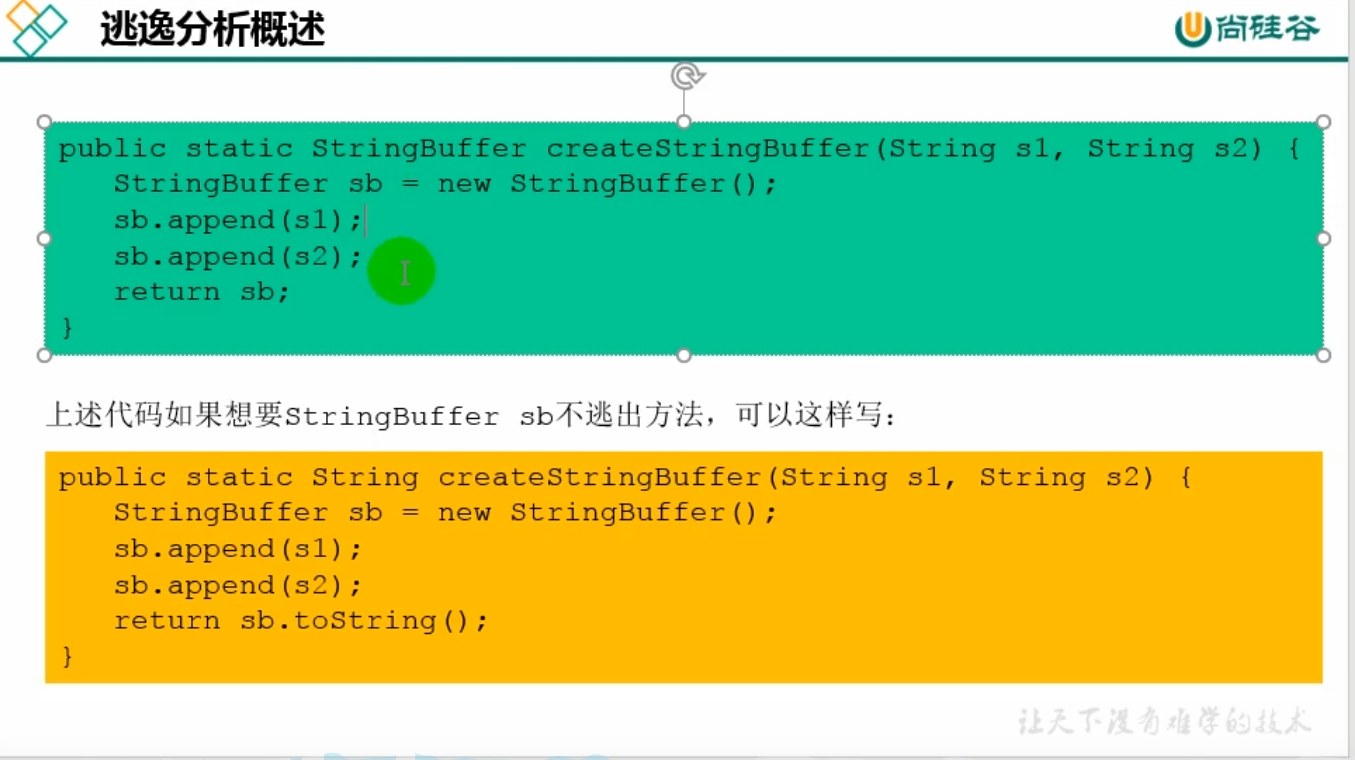 逃逸分析概述
尚硅谷
public static StringBuffer createStringBuffer(String s1, String s2) {
StringBuffer sb = new StringBuffer();
sb.append(s1);
sb.append(s2);
return sb;
}
上述代码如果想要StringBuffer sb不逃出方法，可以这样写：
public static String createStringBuffer(String s1, String s2) {
StringBuffer sb = new StringBuffer();
sb.append(s1);
sb.append(s2);
return sb.toString();
}
让天下没有难学的技术